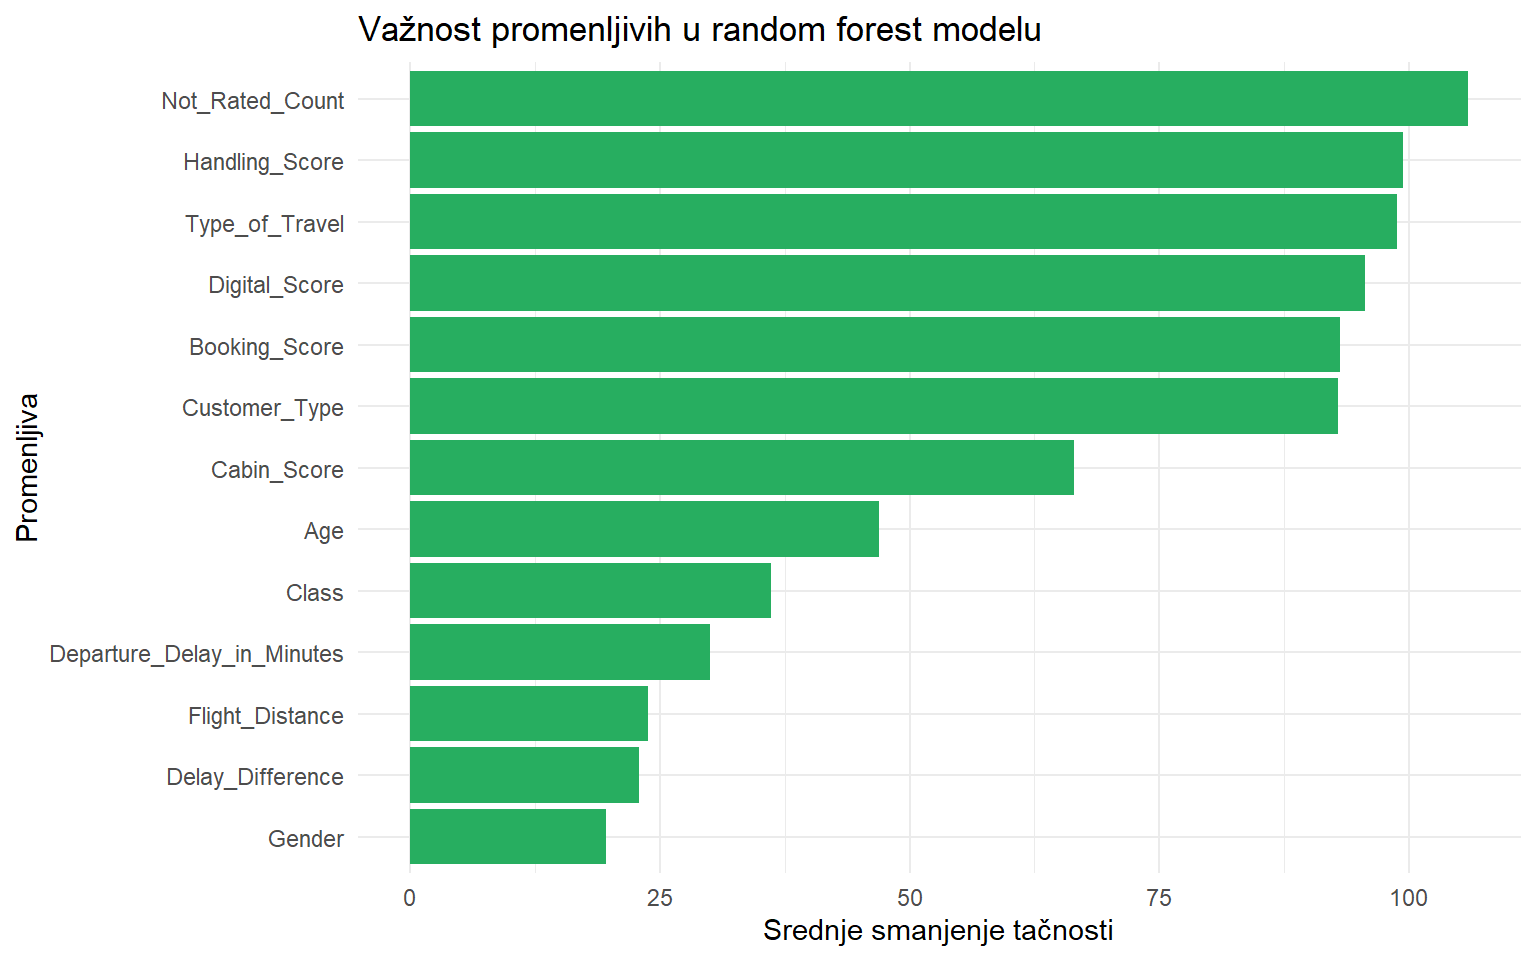 Važnost promenljivih u random forest modelu
Promenljiva
Not_Rated_Count
Handling_Score
Type_of_Travel
Digital_Score
Booking_Score
Customer_Type
Cabin_Score
Age
Class
Departure_Delay_in_Minutes
Flight_Distance
Delay_Difference
Gender
0 25 50 75 100
Srednje smanjenje tačnosti